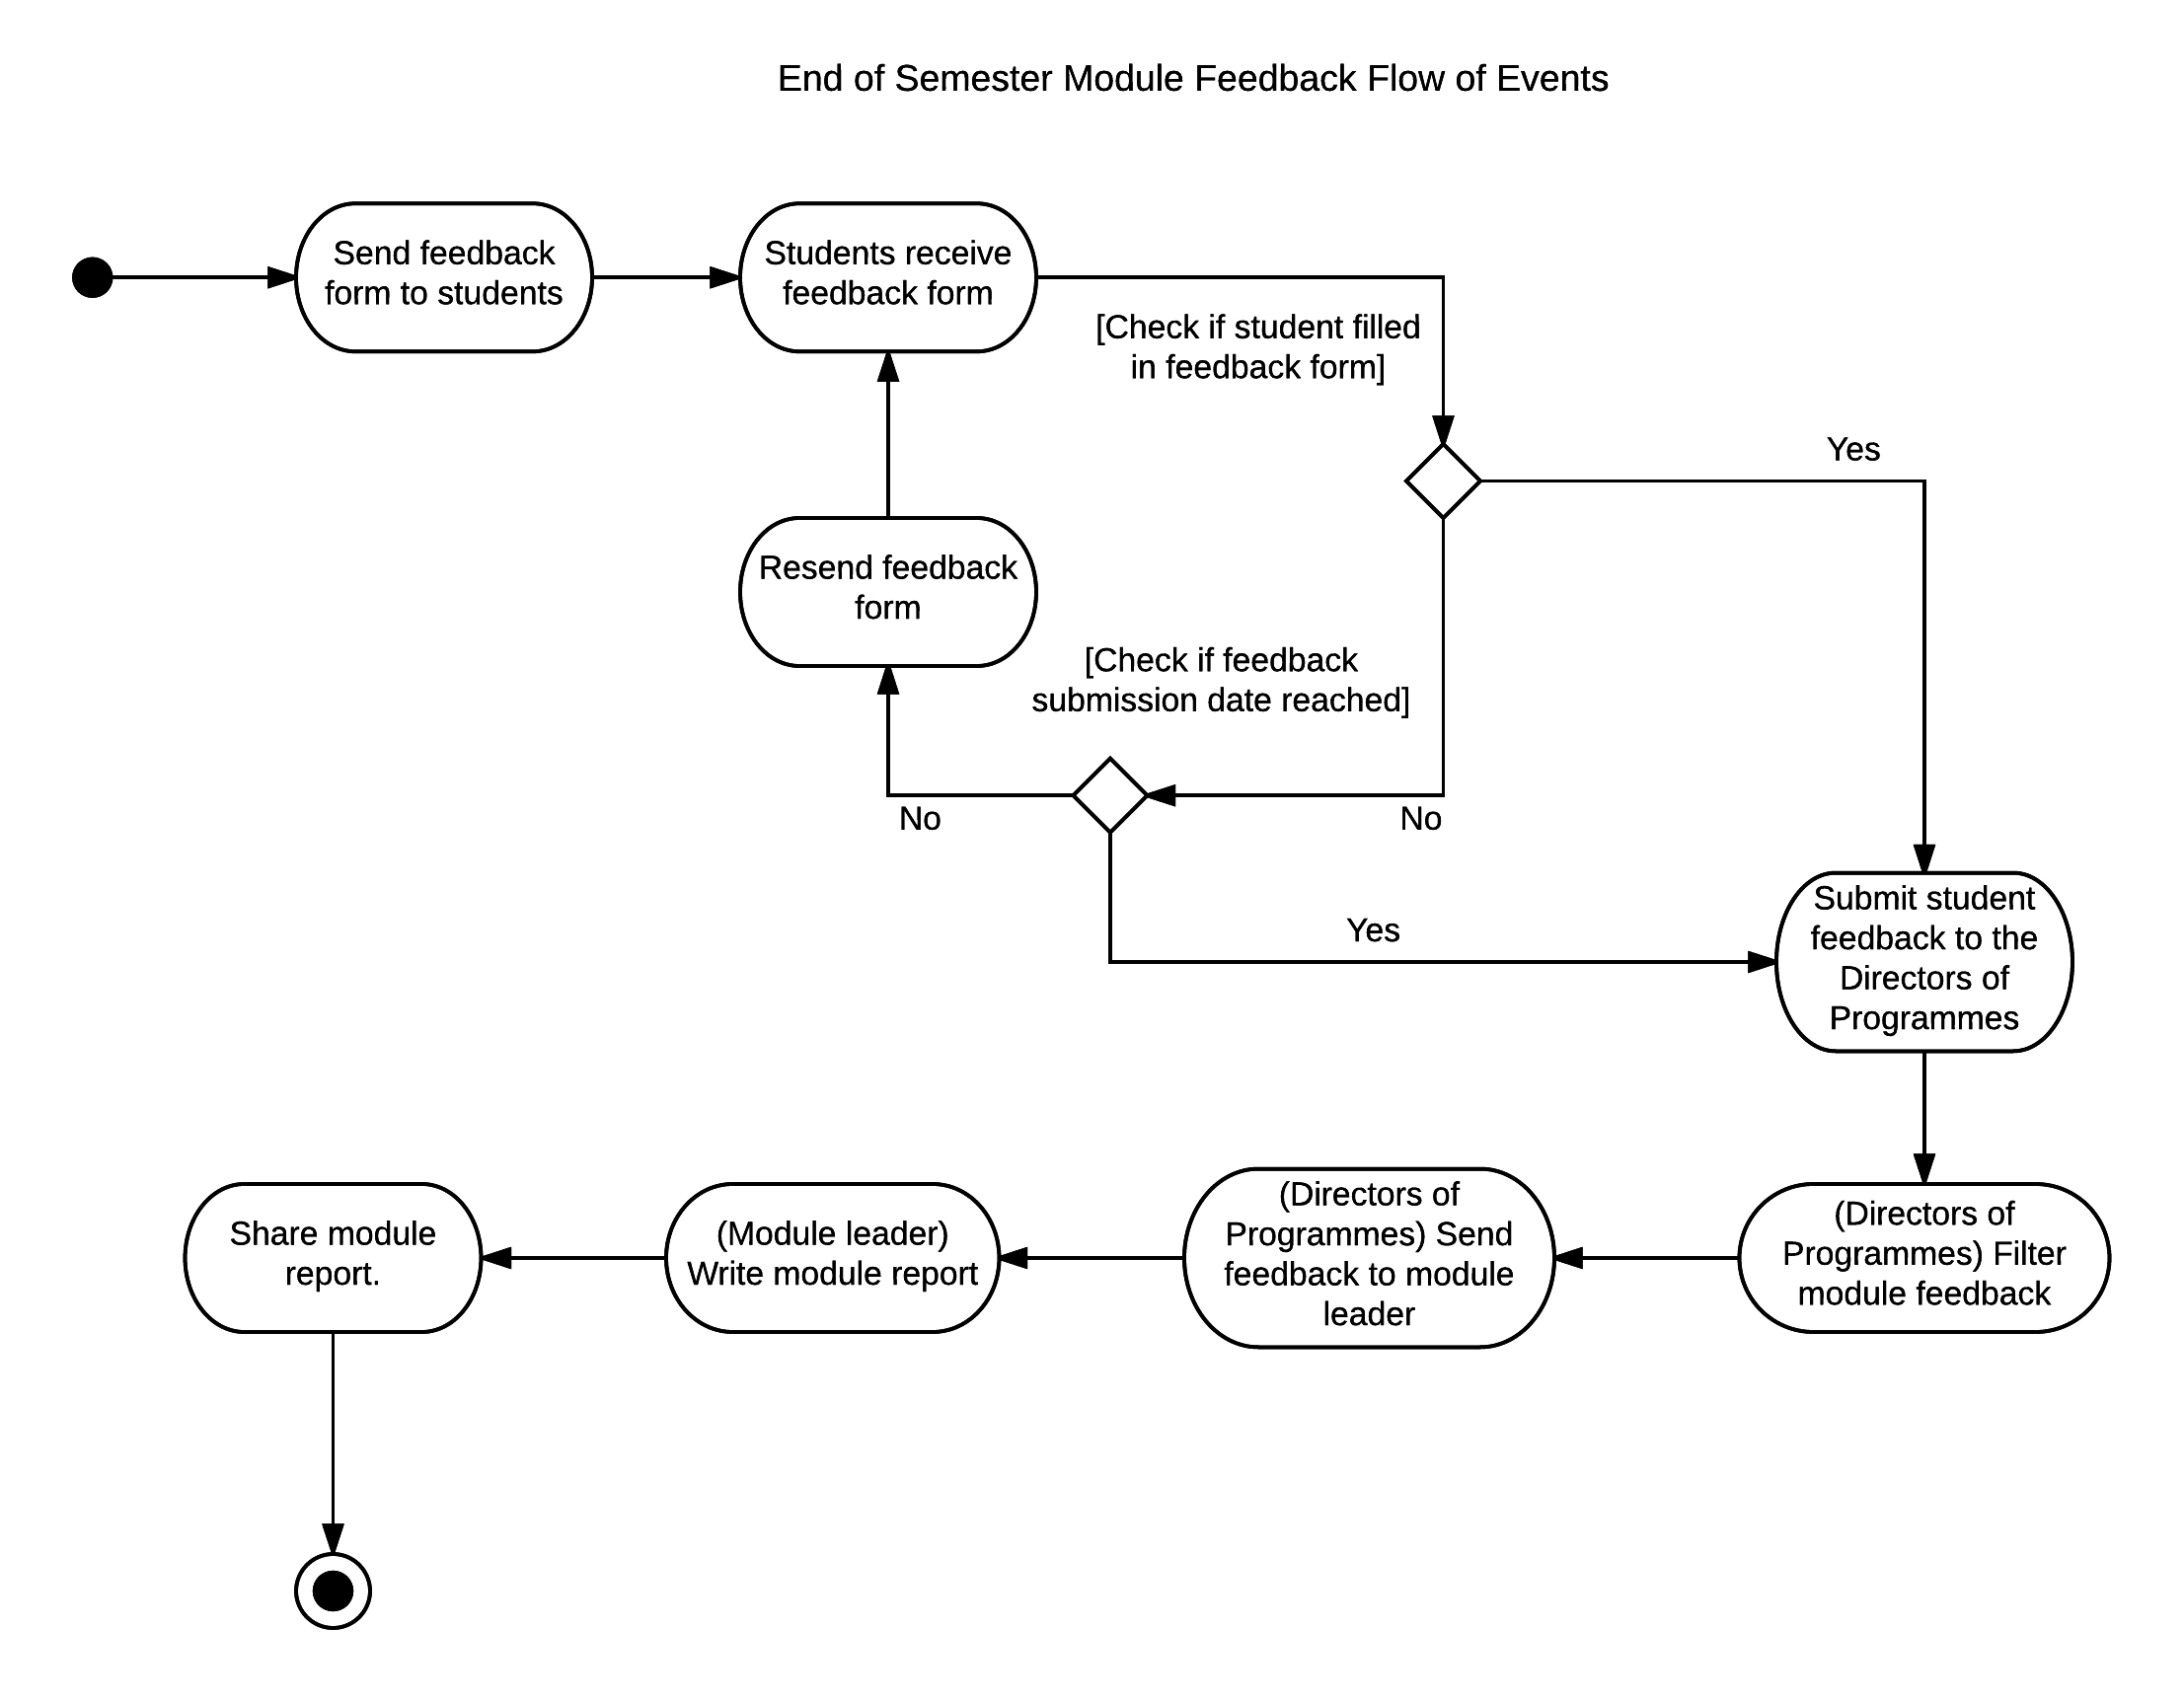 End of Semester Module Feedback Flow of Events
Send feedback
form to students
Students receive
feedback form
[Check if student filled
in feedback form]
Yes
Resend feedback
form
[Check if feedback
submission date reached]
No
No
Yes
Submit student
feedback to the
Directors of
Programmes
(Directors of
Programmes) Filter
module feedback
(Directors of
Programmes) Send
feedback to module
leader
(Module leader)
Write module report
Share module
report.